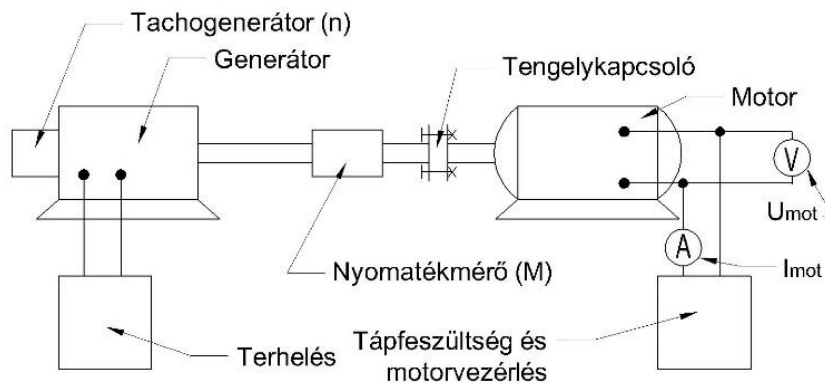 Tachogenerátor (n)
Generátor
Tengelykapcsoló
Motor
V
Umot
A
Imot
Nyomatékmérő (M)
Terhelés
Tápfeszültség és
motorvezérlés